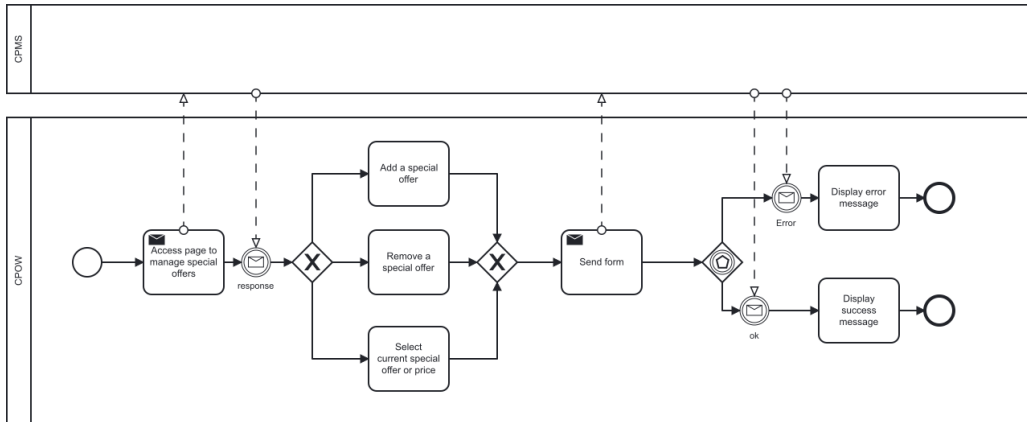 CPMS
CPOW
Access page to
manage special
offers
response
Add a special
offer
Remove a
special offer
Select
current special
offer or price
Send form
Error
Display error
message
ok
Display
success
message